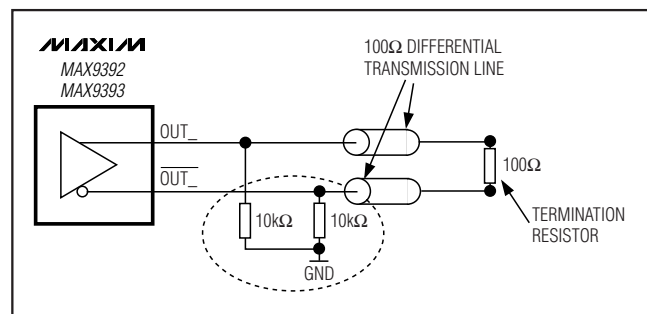 MAXIM
MAX9392
MAX9393
100Ω DIFFERENTIAL
TRANSMISSION LINE
OUT_
OUT_
100Ω
10kΩ
10kΩ
TERMINATION
RESISTOR
GND